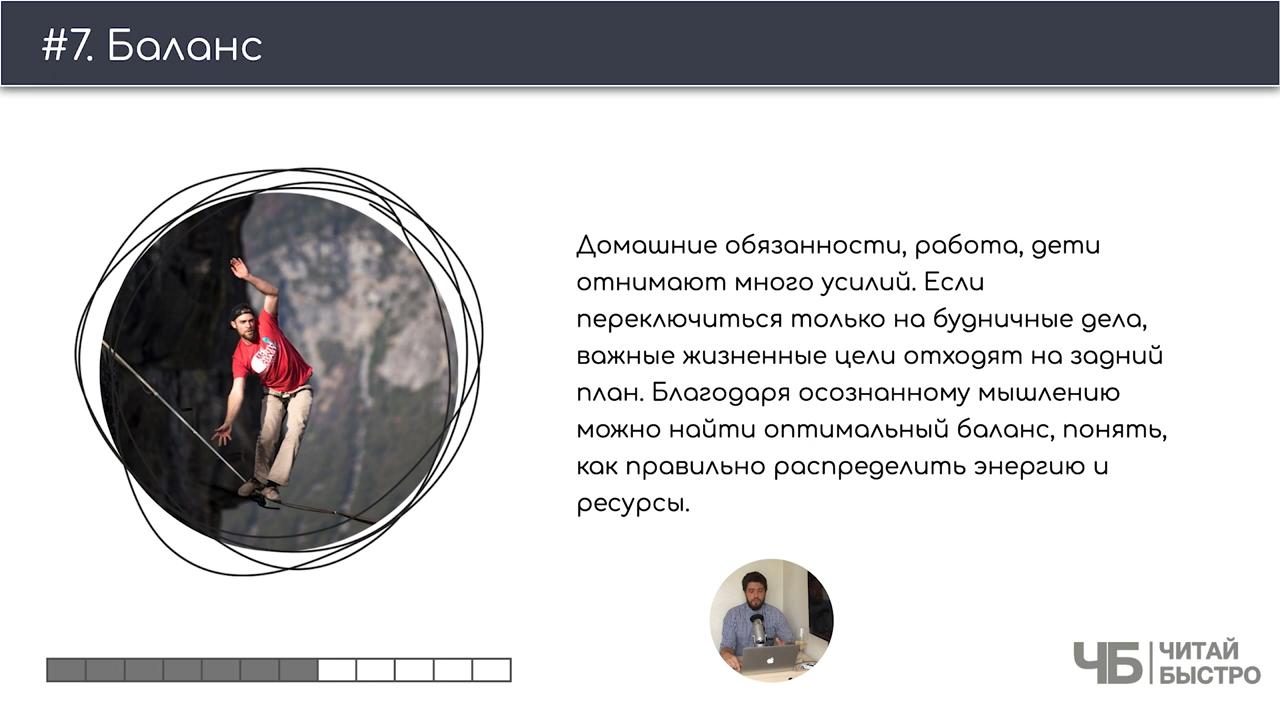 #7. Баланс
Домашние обязанности, работа, дети
отнимают много усилий. Если
переключиться только на будничные дела,
важные жизненные цели отходят на задний
план. Благодаря осознанному мышлению
можно найти оптимальный баланс, понять,
как правильно распределить энергию и
ресурсы.
ЧБ
ЧИТАЙ
БЫСТРО